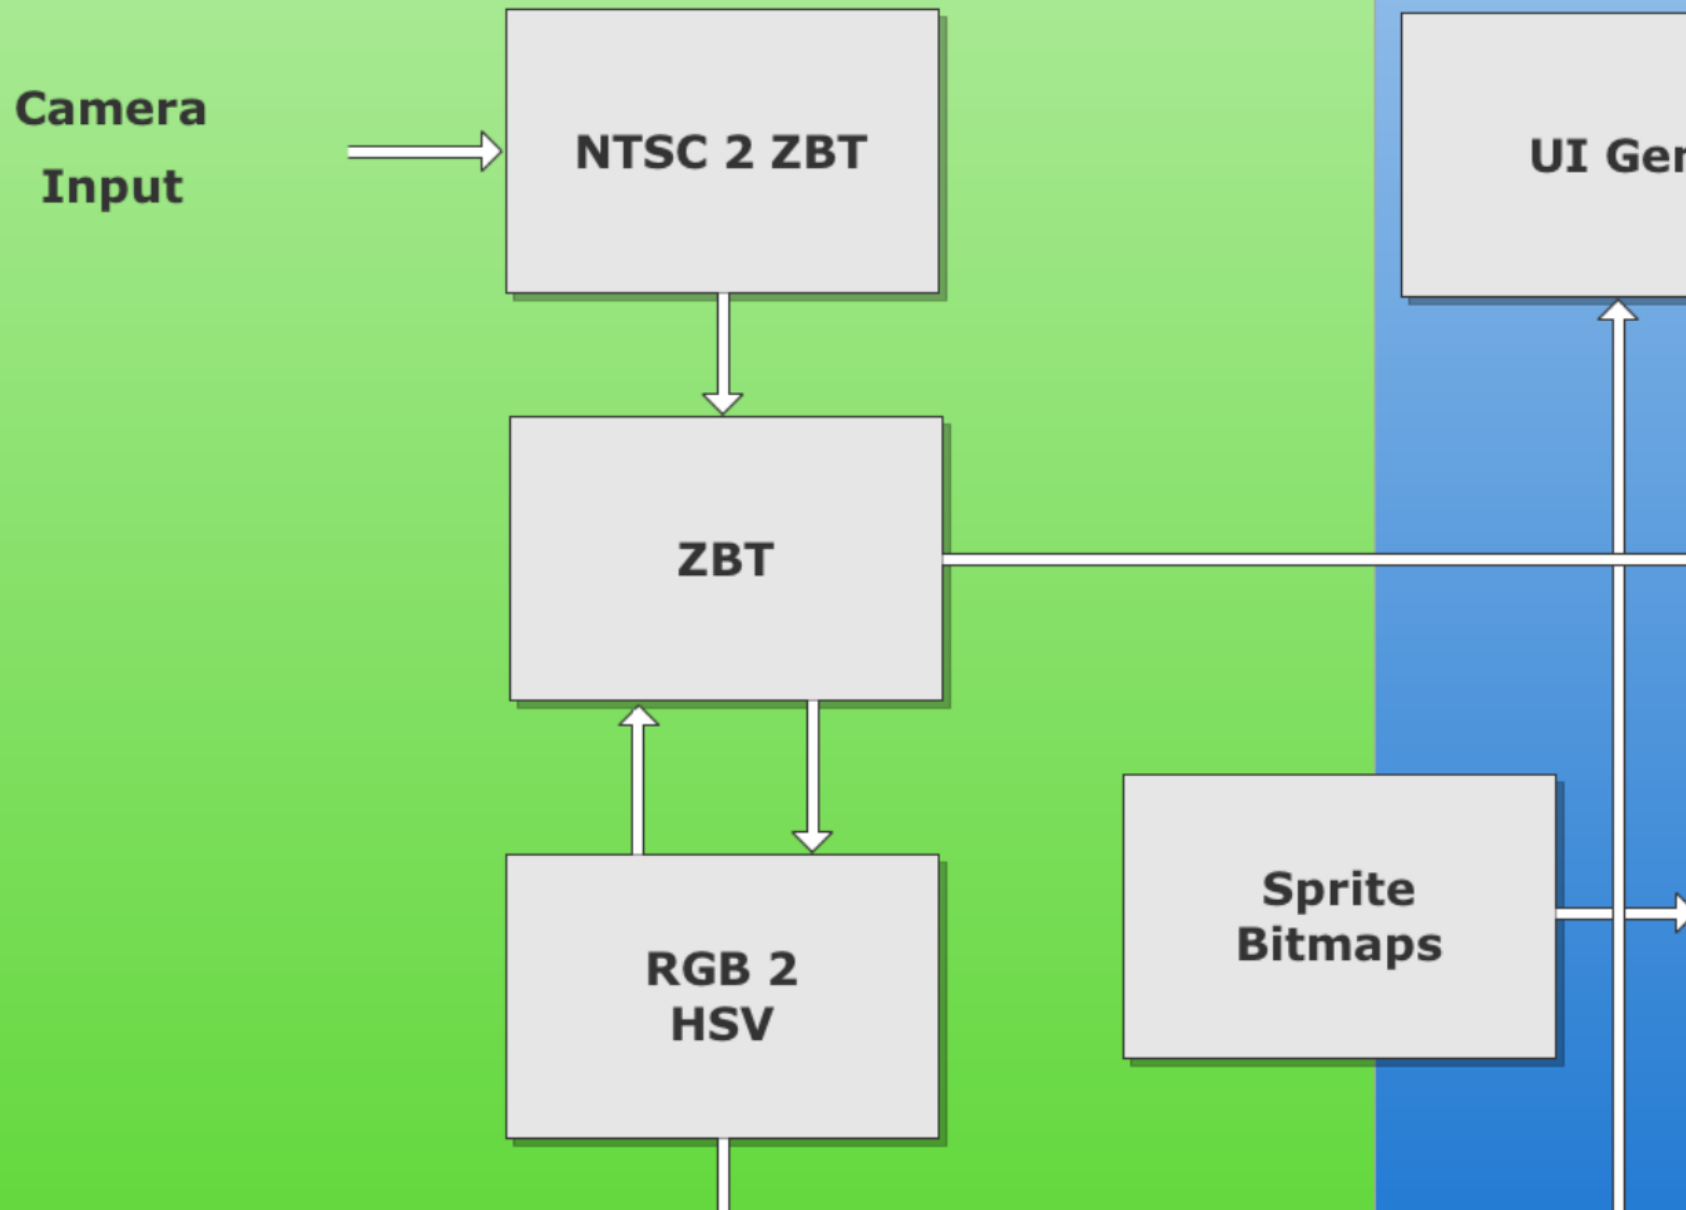 Camera
Input
NTSC 2 ZBT
UI Ger
ZBT
Sprite
Bitmaps
RGB 2
HSV